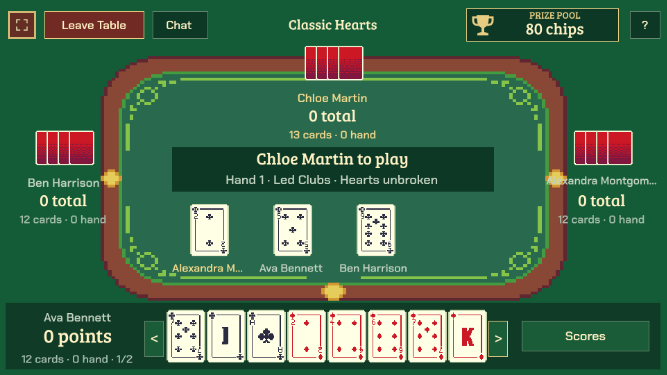 Leave Table
Chat
Classic Hearts
PRIZE POOL
80 chips
?
Chloe Martin
0 total
13 cards · 0 hand
Ben Harrison
0 total
12 cards · 0 hand
Montgom...
0 total
12 cards · 0 hand
Chloe Martin to play
Hand 1 · Led Clubs · Hearts unbroken
Alexandra M...
Ava Bennett
Ben Harrison
Ava Bennett
0 points
12 cards · 0 hand · 1/2
<
J
K
>
Scores